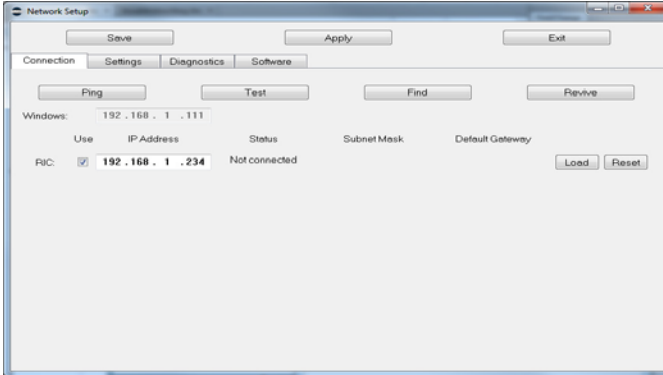 Network Setup
Save Apply Exit
Connection Settings Diagnostics Software
Ping Test Find Revive
Windows: 192 . 168 . 1 . 111
Use IP Address Status Subnet Mask Default Gateway
RIC: 192 . 168 . 1 . 234 Not connected Load Reset